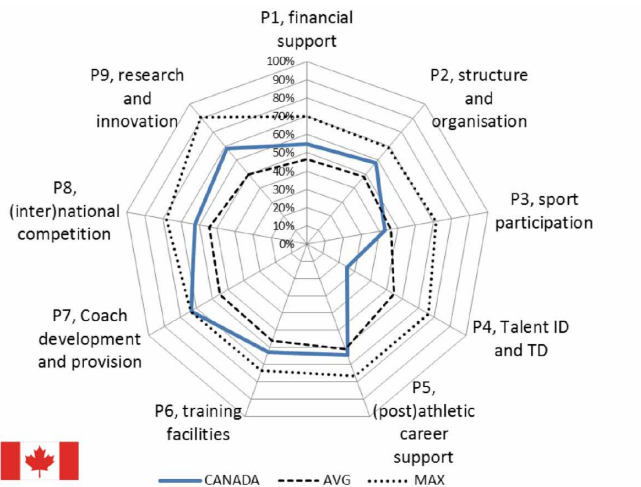 P1, financial
support
100%
90%
80%
70%
60%
50%
40%
30%
20%
10%
0%
P2, structure
and
organisation
P3, sport
participation
P4, Talent ID
and TD
P5,
(post)athletic
career
support
P6, training
facilities
P7, Coach
development
and provision
P8,
(inter)national
competition
P9, research
and
innovation
CANADA AVG MAX